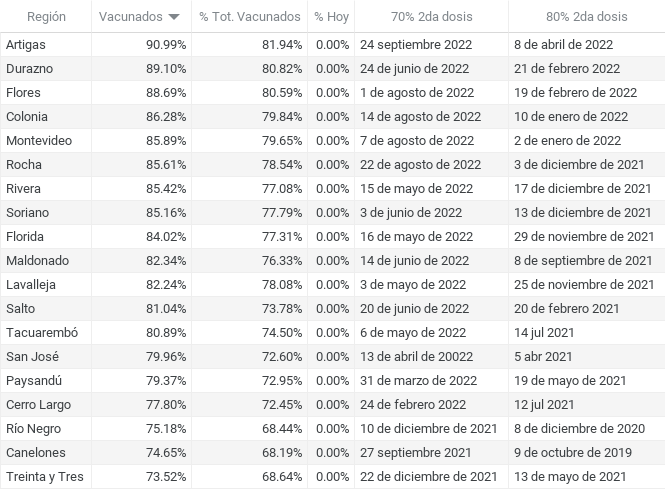 Región Vacunados % Tot. Vacunados % Hoy 70% 2da dosis 80% 2da dosis
Artigas 90.99% 81.94% 0.00% 24 septiembre 2022 8 de abril de 2022
Durazno 89.10% 80.82% 0.00% 24 de junio de 2022 21 de febrero 2022
Flores 88.69% 80.59% 0.00% 1 de agosto de 2022 19 de febrero de 2022
Colonia 86.28% 79.84% 0.00% 14 de agosto de 2022 10 de enero de 2022
Montevideo 85.89% 79.65% 0.00% 7 de agosto de 2022 2 de enero de 2022
Rocha 85.61% 78.54% 0.00% 22 de agosto de 2022 3 de diciembre de 2021
Rivera 85.42% 77.08% 0.00% 15 de mayo de 2022 17 de diciembre de 2021
Soriano 85.16% 77.79% 0.00% 3 de junio de 2022 13 de diciembre de 2021
Florida 84.02% 77.31% 0.00% 16 de mayo de 2022 29 de noviembre de 2021
Maldonado 82.34% 76.33% 0.00% 14 de junio de 2022 8 de septiembre de 2021
Lavalleja 82.24% 78.08% 0.00% 3 de mayo de 2022 25 de noviembre de 2021
Salto 81.04% 73.78% 0.00% 20 de junio de 2022 20 de febrero 2021
Tacuarembó 80.89% 74.50% 0.00% 6 de mayo de 2022 14 jul 2021
San José 79.96% 72.60% 0.00% 13 de abril de 20022 5 abr 2021
Paysandú 79.37% 72.95% 0.00% 31 de marzo de 2022 19 de mayo de 2021
Cerro Largo 77.80% 72.45% 0.00% 24 de febrero 2022 12 jul 2021
Río Negro 75.18% 68.44% 0.00% 10 de diciembre de 2021 8 de diciembre de 2020
Canelones 74.65% 68.19% 0.00% 27 septiembre 2021 9 de octubre de 2019
Treinta y Tres 73.52% 68.64% 0.00% 22 de diciembre de 2021 13 de mayo de 2021